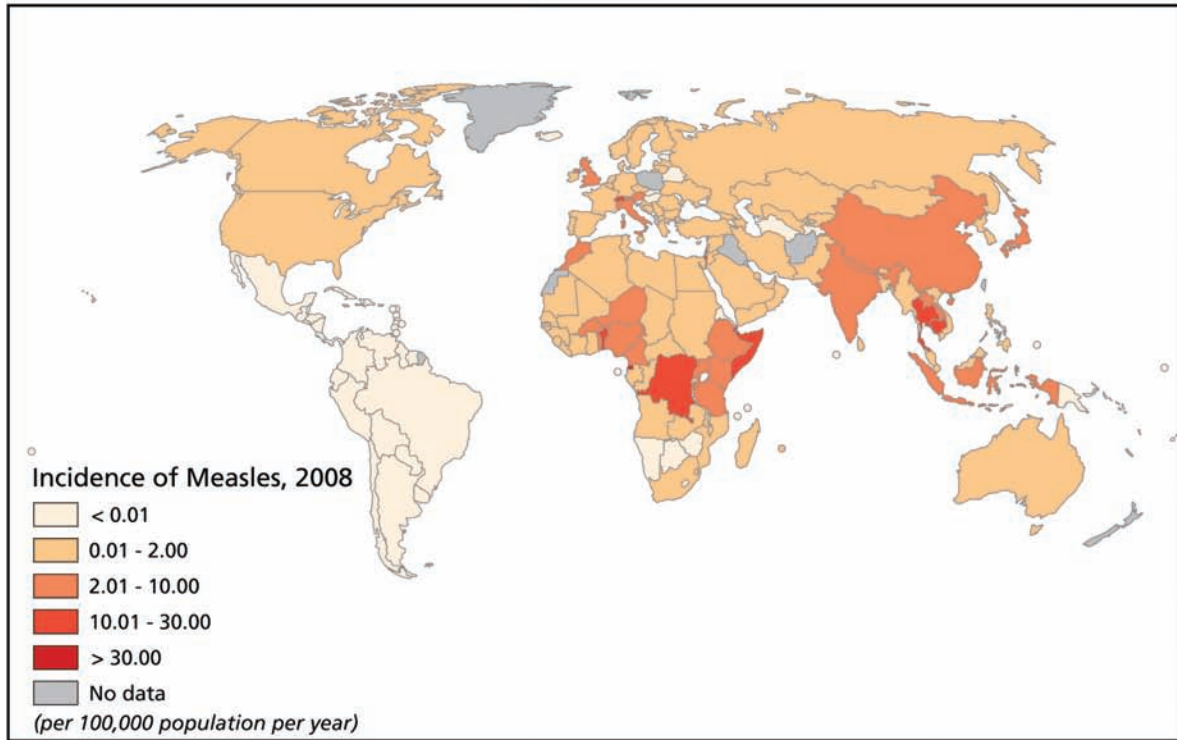 Incidence of Measles, 2008
< 0.01
0.01 - 2.00
2.01 - 10.00
10.01 - 30.00
> 30.00
No data
(per 100,000 population per year)